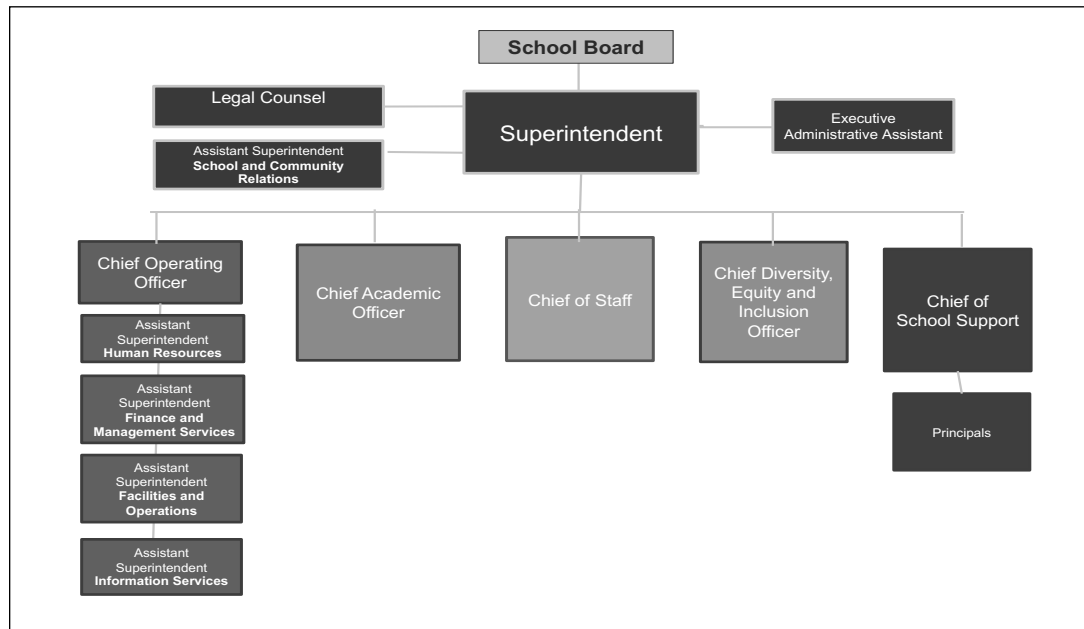 School Board
Legal Counsel
Superintendent
Executive
Administrative Assistant
Assistant Superintendent
School and Community
Relations
Chief Operating
Officer
Chief Academic
Officer
Chief of Staff
Chief Diversity,
Equity and
Inclusion
Officer
Chief of
School Support
Assistant
Superintendent
Human Resources
Assistant
Superintendent
Finance and
Management Services
Assistant
Superintendent
Facilities and
Operations
Assistant
Superintendent
Information Services
Principals